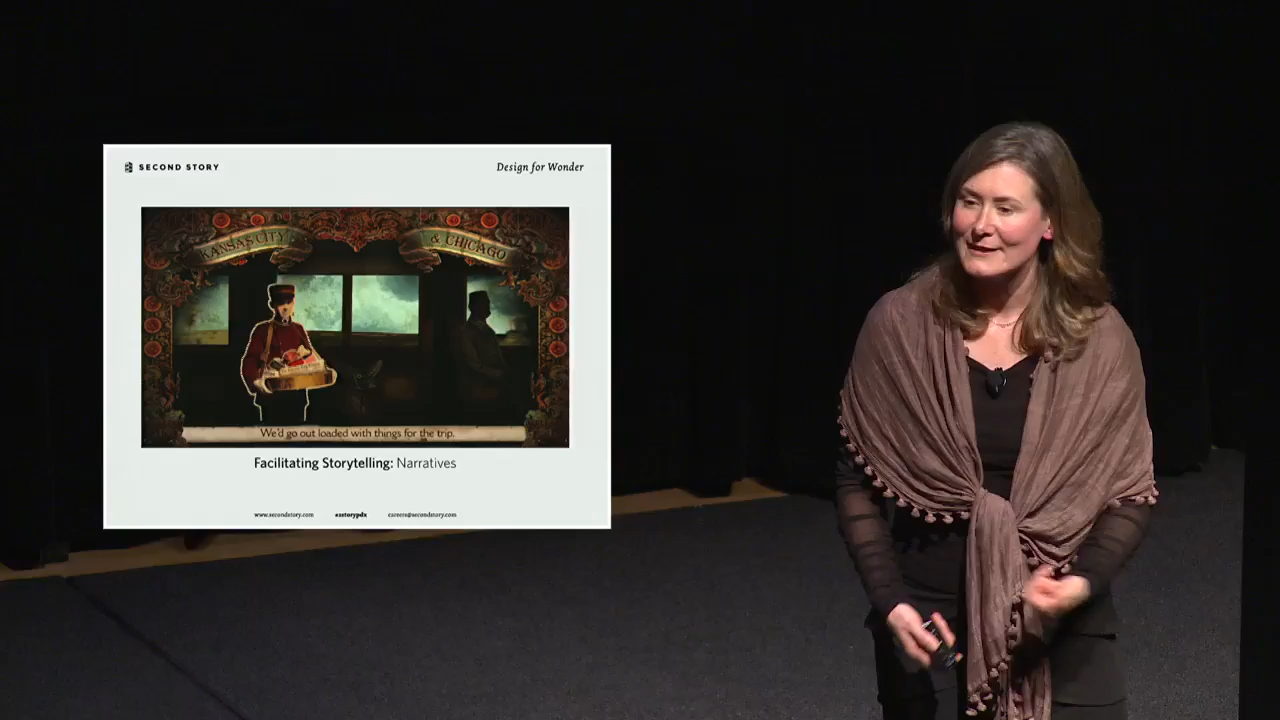 SECOND STORY
Design for Wonder
KANSAS CITY
& CHICAGO
We'd go out loaded with things for the trip.
Facilitating Storytelling: Narratives
www.secondstory.com
#2storypdx
careers@secondstory.com